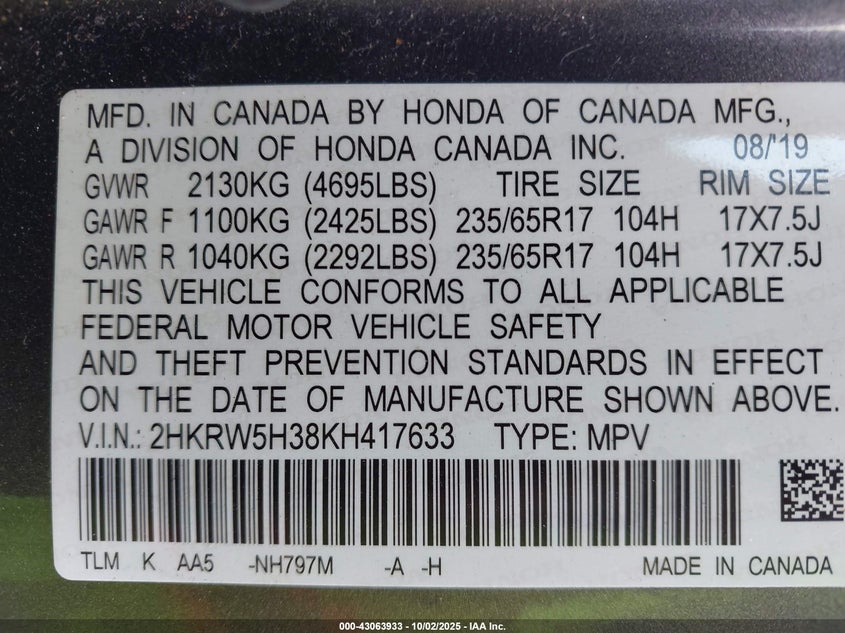 MFD. IN CANADA BY HONDA OF CANADA MFG.,
A DIVISION OF HONDA CANADA INC. 08/'19
GVWR 2130KG (4695LBS) TIRE SIZE RIM SIZE
GAWR F 1100KG (2425LBS) 235/65R17 104H 17X7.5J
GAWR R 1040KG (2292LBS) 235/65R17 104H 17X7.5J
THIS VEHICLE CONFORMS TO ALL APPLICABLE
FEDERAL MOTOR VEHICLE SAFETY
AND THEFT PREVENTION STANDARDS IN EFFECT
ON THE DATE OF MANUFACTURE SHOWN ABOVE.
V.I.N.: 2HKRW5H38KH417633 TYPE: MPV
TLM K AA5 -NH797M -A -H MADE IN CANADA
000-43063933 - 10/02/2025 - IAA Inc.